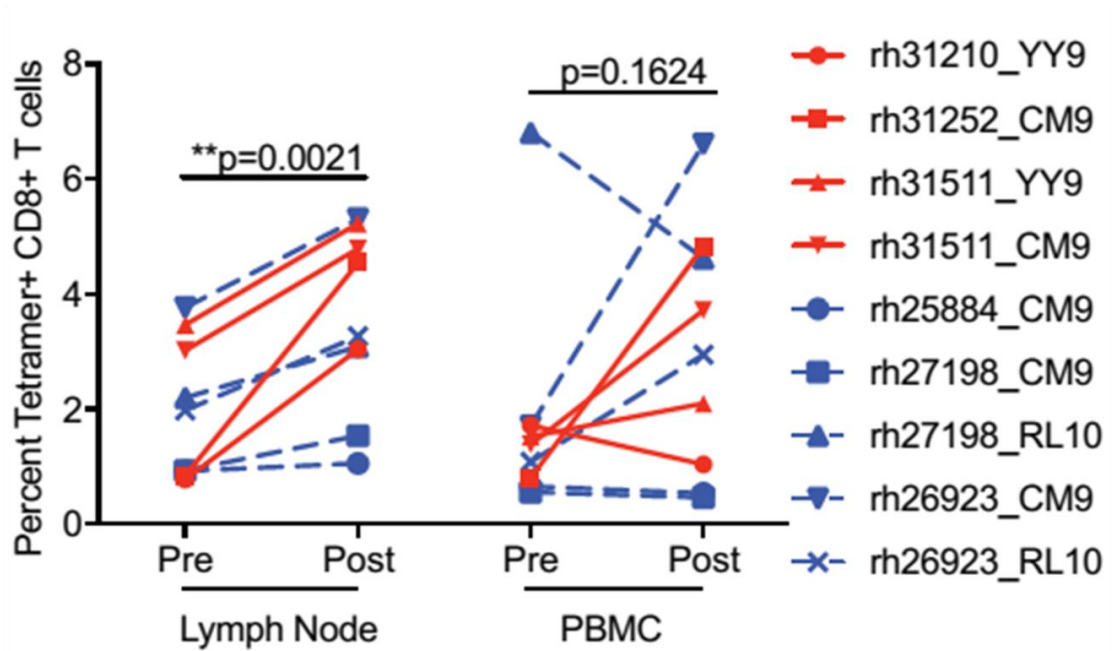 Percent Tetramer+ CD8+ T cells
8
6
4
2
0
**p=0.0021
p=0.1624
Pre
Post
Pre
Post
Lymph Node
PBMC
rh31210_YY9
rh31252_CM9
rh31511_YY9
rh31511_CM9
rh25884_CM9
rh27198_CM9
rh27198_RL10
rh26923_CM9
rh26923_RL10